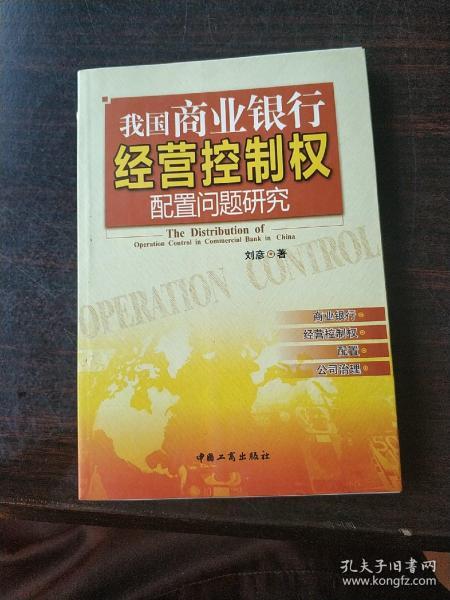 我国商业银行
经营控制权
配置问题研究
The Distribution of
Operation Control in Commercial Bank in China
刘彦 著
OPERATION CONTROL
商业银行
经营控制权
配置
公司治理
中国工商出版社
孔夫子旧书网
www.kongfz.com